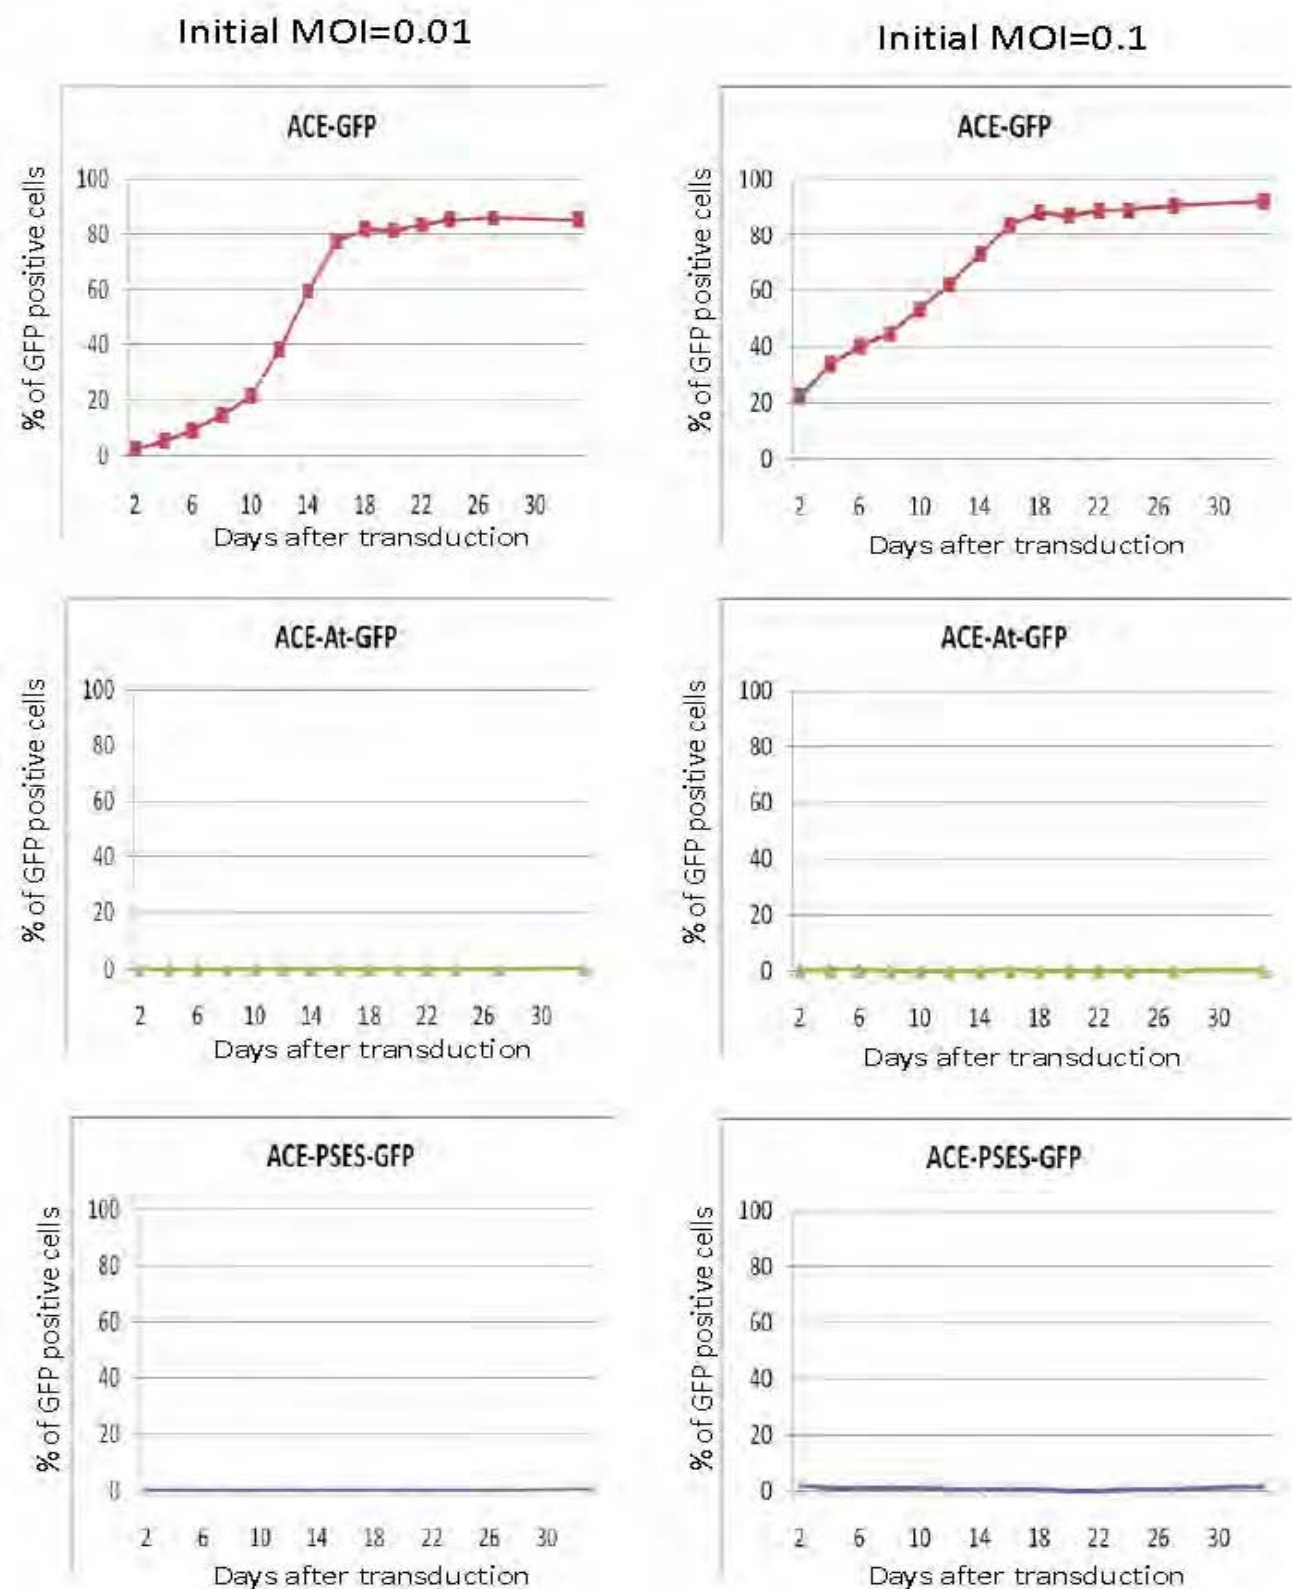 Initial MOI=0.01
Initial MOI=0.1
ACE-GFP
% of GFP positive cells
100
80
60
40
20
0
2 6 10 14 18 22 26 30
Days after transduction
ACE-GFP
% of GFP positive cells
100
80
60
40
20
0
2 6 10 14 18 22 26 30
Days after transduction
ACE-At-GFP
% of GFP positive cells
100
80
60
40
20
0
2 6 10 14 18 22 26 30
Days after transduction
ACE-At-GFP
% of GFP positive cells
100
80
60
40
20
0
2 6 10 14 18 22 26 30
Days after transduction
ACE-PSES-GFP
% of GFP positive cells
100
80
60
40
20
0
2 6 10 14 18 22 26 30
Days after transduction
ACE-PSES-GFP
% of GFP positive cells
100
80
60
40
20
0
2 6 10 14 18 22 26 30
Days after transduction